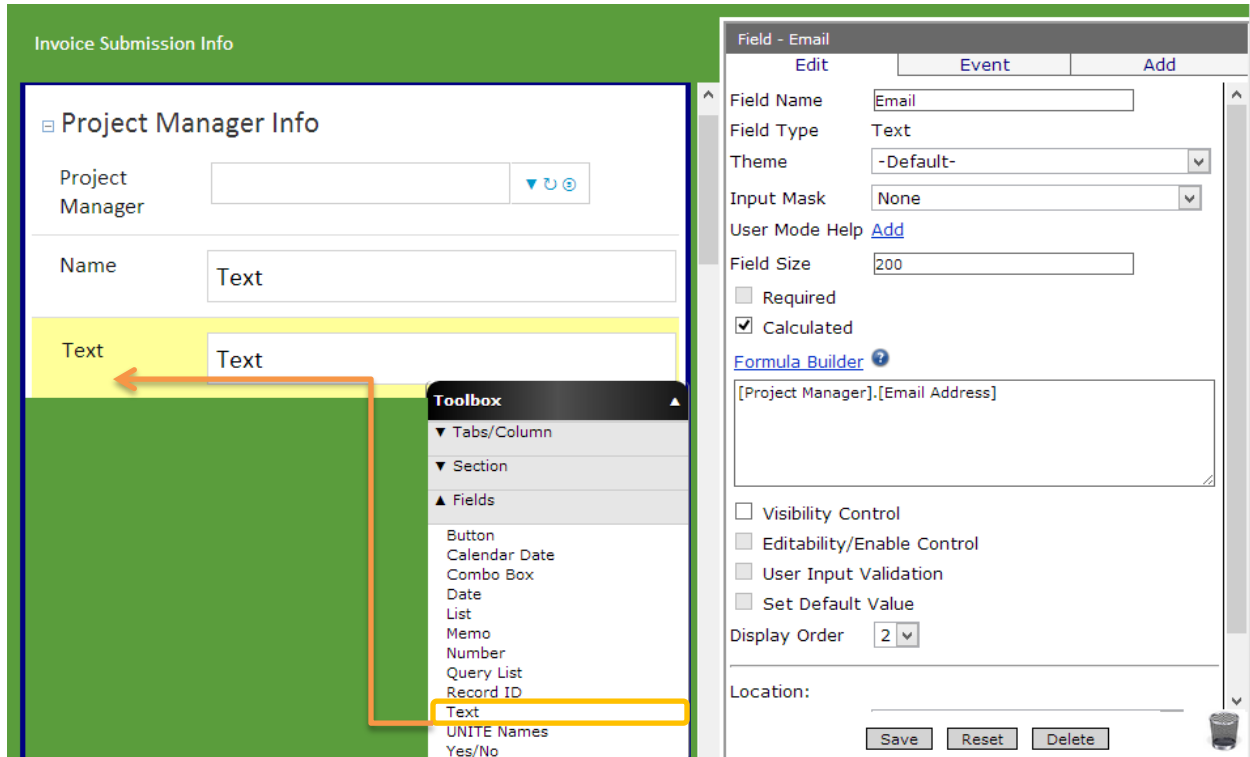 Invoice Submission Info
Project Manager Info
Project
Manager
Name
Text
Text
Text
Toolbox
Tabs/Column
Section
Fields
Button
Calendar Date
Combo Box
Date
List
Memo
Number
Query List
Record ID
Text
UNITE Names
Yes/No
Field - Email
Edit Event Add
Field Name Email
Field Type Text
Theme -Default-
Input Mask None
User Mode Help Add
Field Size 200
Required
Calculated
Formula Builder ?
[Project Manager].[Email Address]
Visibility Control
Editability/Enable Control
User Input Validation
Set Default Value
Display Order 2
Location:
Save Reset Delete